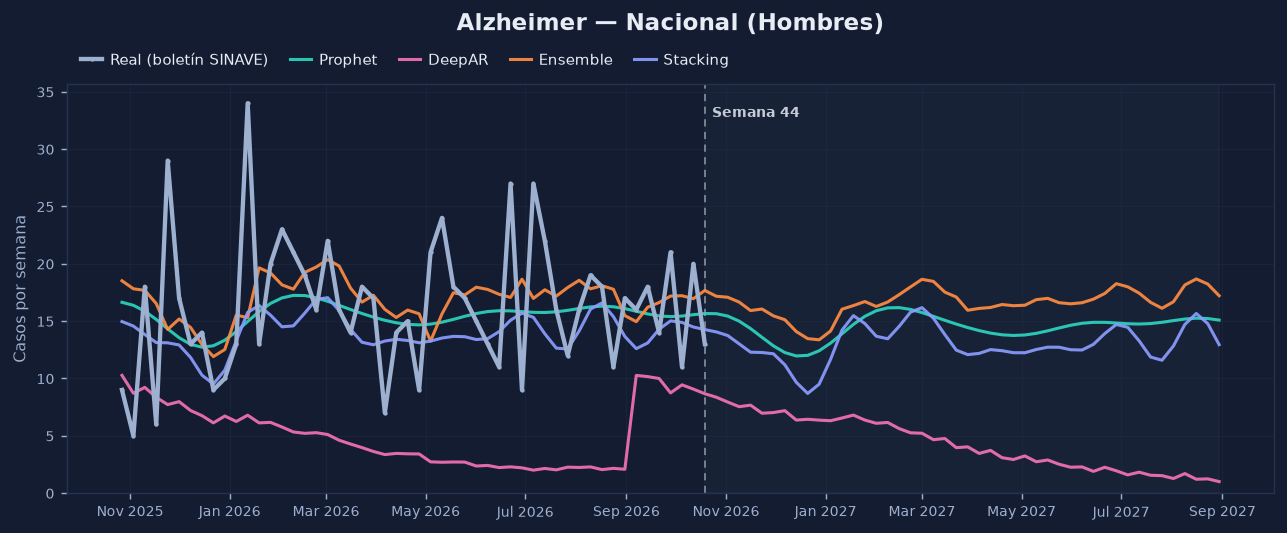 Alzheimer — Nacional (Hombres)
Real (boletín SINAVE) Prophet DeepAR Ensemble Stacking
Semana 44
Casos por semana
35
30
25
20
15
10
5
0
Nov 2025 Jan 2026 Mar 2026 May 2026 Jul 2026 Sep 2026 Nov 2026 Jan 2027 Mar 2027 May 2027 Jul 2027 Sep 2027